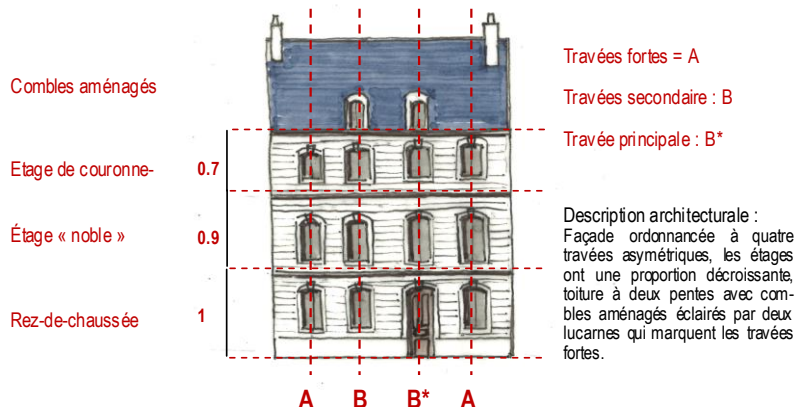 Combles aménagés
Etage de couronne-
0.7
Étage « noble »
0.9
Rez-de-chaussée
1
A B B* A
Travées fortes = A
Travées secondaire : B
Travée principale : B*
Description architecturale :
Façade ordonnancée à quatre
travées asymétriques, les étages
ont une proportion décroissante,
toiture à deux pentes avec com-
bles aménagés éclairés par deux
lucarnes qui marquent les travées
fortes.